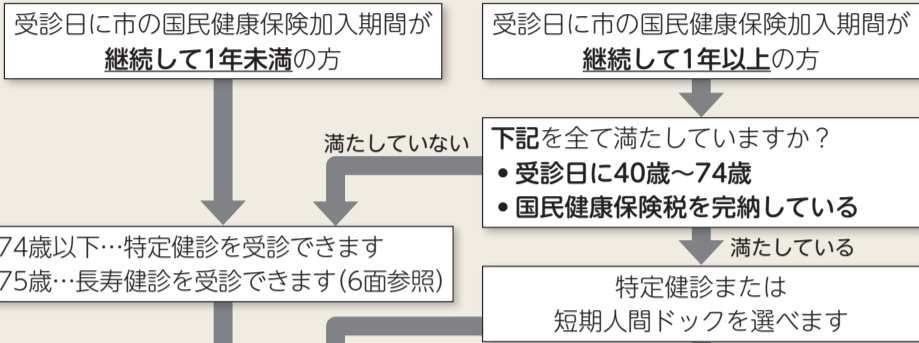 受診日に市の国民健康保険加入期間が
継続して1年未満の方
受診日に市の国民健康保険加入期間が
継続して1年以上の方
満たしていない
下記を全て満たしていますか？
•受診日に40歳～74歳
•国民健康保険税を完納している
満たしている
74歳以下…特定健診を受診できます
75歳…長寿健診を受診できます（6面参照）
特定健診または
短期人間ドックを選べます